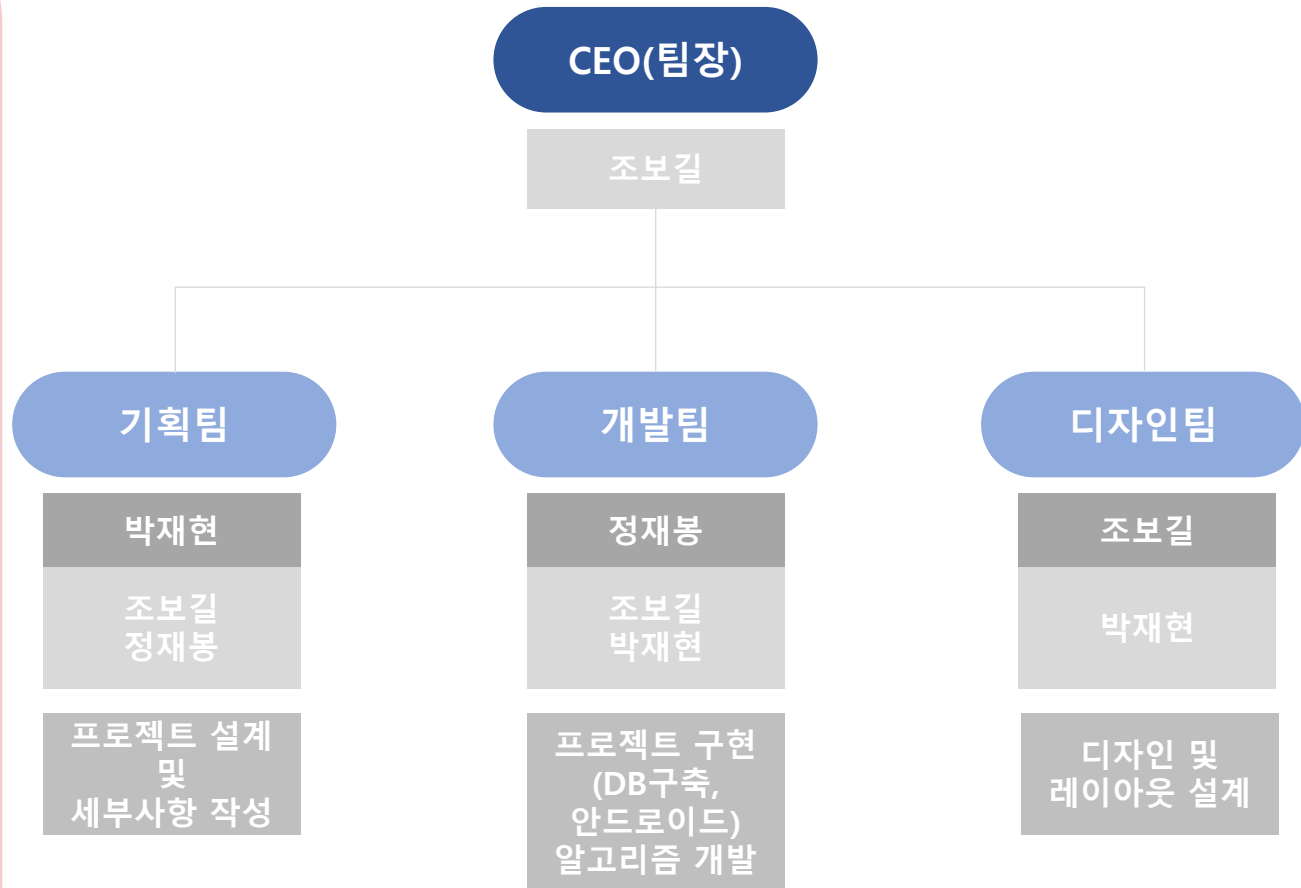 CEO(팀장)
조보길
기획팀
개발팀
디자인팀
박재현
조보길
정재봉
프로젝트 설계
및
세부사항 작성
정재봉
조보길
박재현
프로젝트 구현
(DB구축,
안드로이드)
알고리즘 개발
조보길
박재현
디자인 및
레이아웃 설계